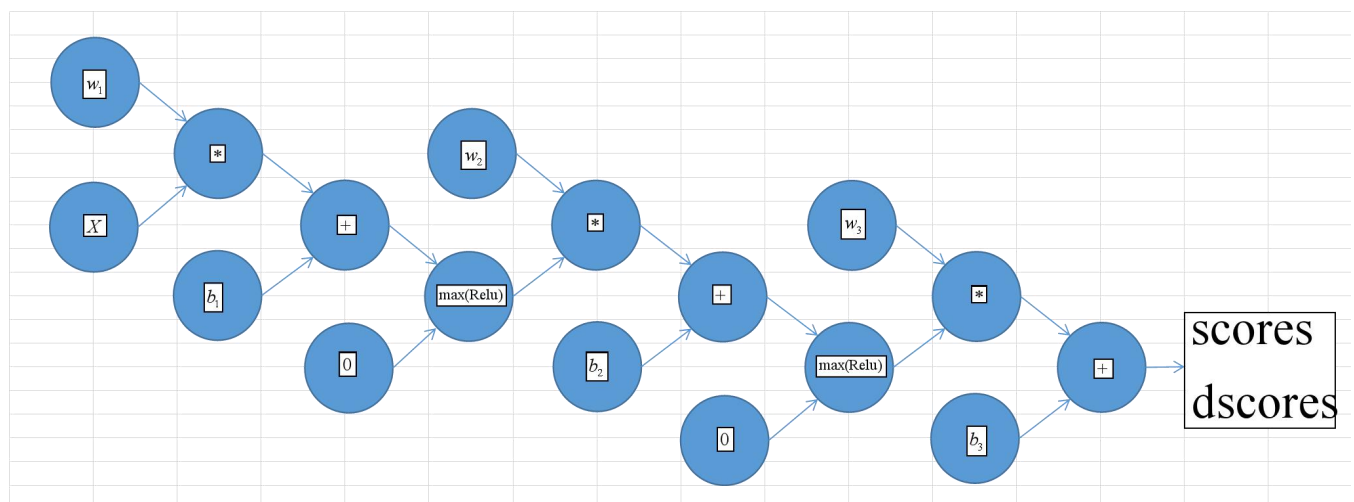 w₁
*
X
+
b₁
max(Relu)
0
w₂
*
+
b₂
max(Relu)
0
w₃
*
+
b₃
scores
dscores